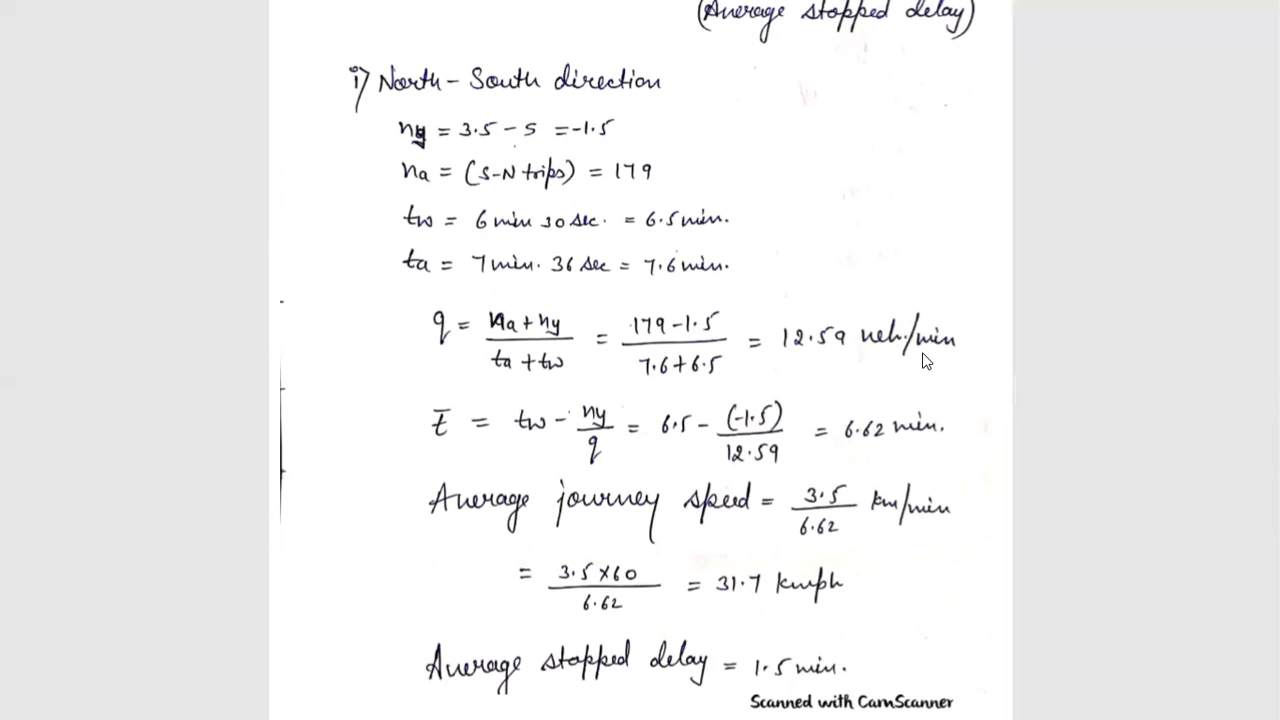 (Average stopped delay)
i) North - South direction
ny = 3.5 - 5 = -1.5
na = (S-N trips) = 179
tw = 6 min 30 sec. = 6.5 min.
ta = 7 min. 36 sec = 7.6 min.
q = na + ny / ta + tw = 179 - 1.5 / 7.6 + 6.5 = 12.59 veh./min
t̄ = tw - ny / q = 6.5 - (-1.5) / 12.59 = 6.62 min.
Average journey speed = 3.5 / 6.62 km/min
= 3.5 × 60 / 6.62 = 31.7 kmph
Average stopped delay = 1.5 min.
Scanned with CamScanner